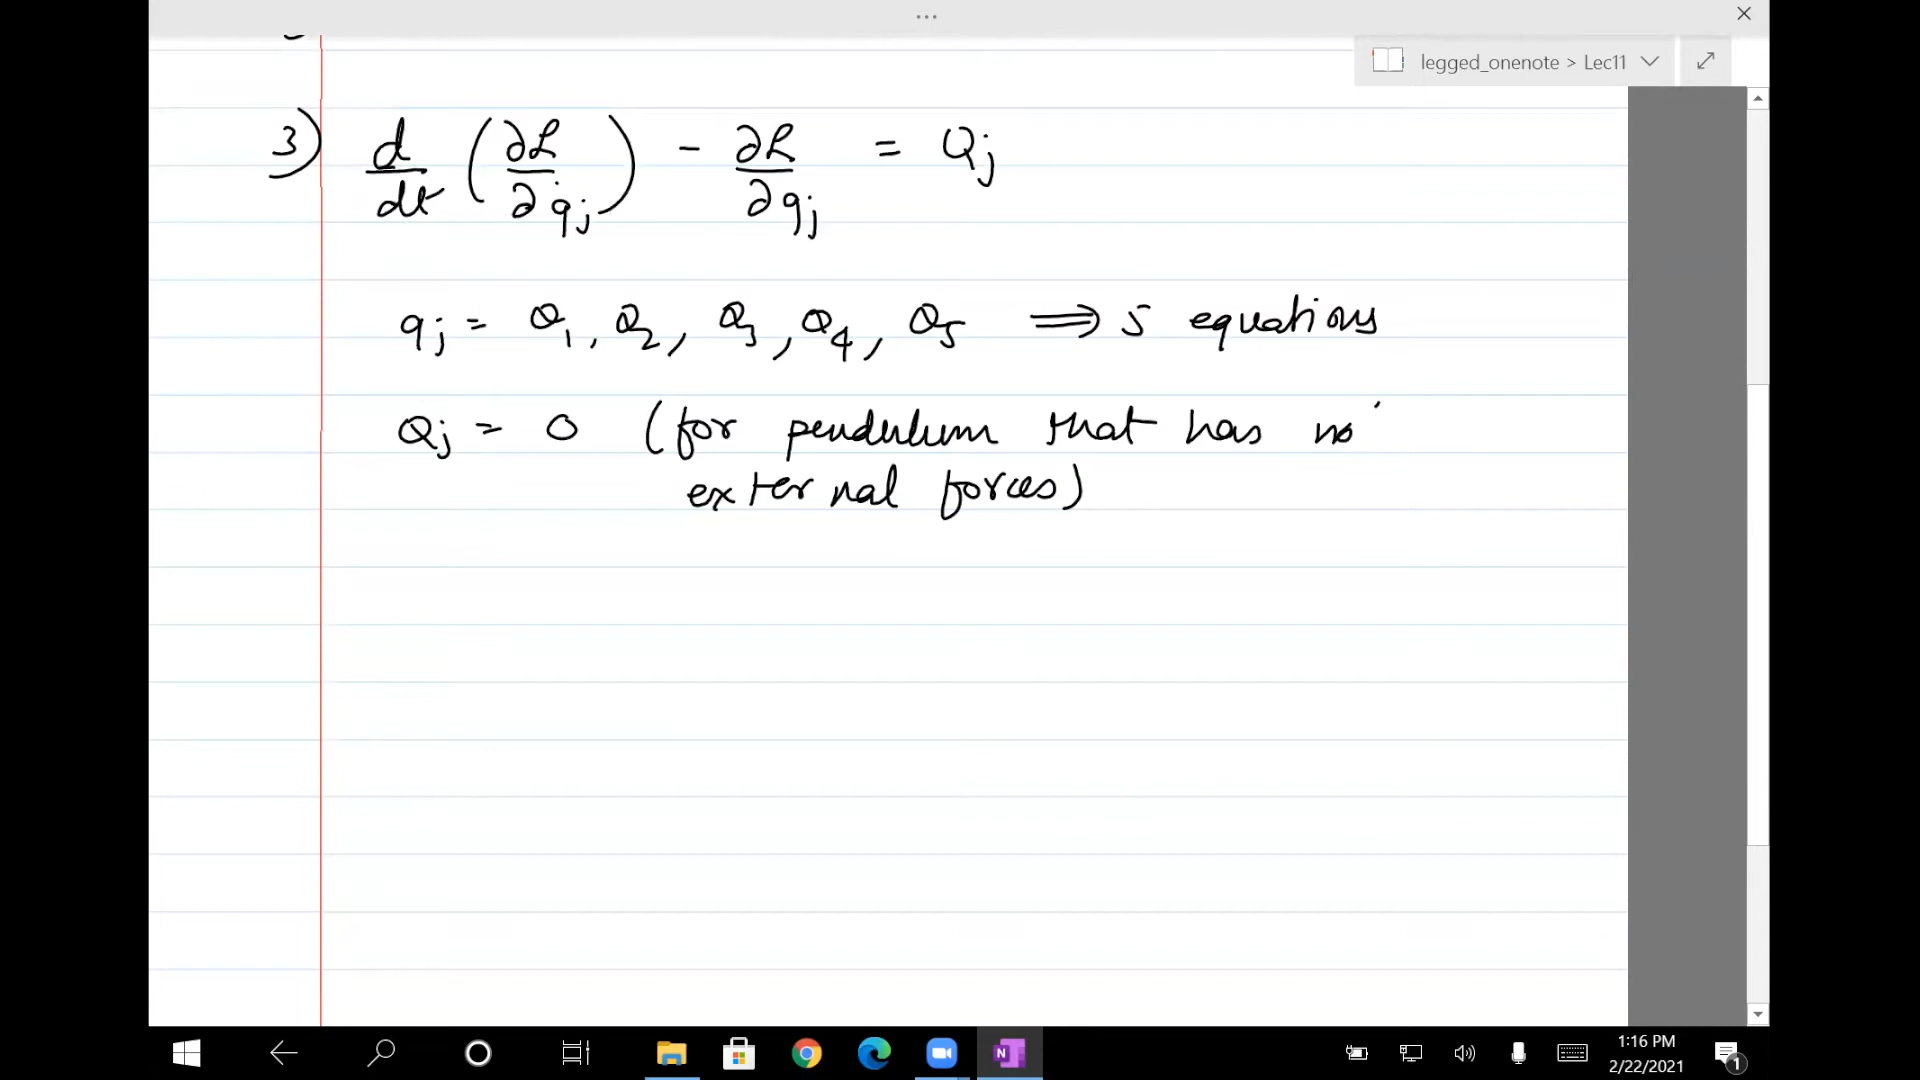 legged_onenote > Lec11
3) d/dt (∂L/∂q̇j) - ∂L/∂qj = Qj
qj = θ1, θ2, θ3, θ4, θ5 ⟹ 5 equations
Qj = 0 (for pendulum that has no
external forces)
N
1:16 PM
2/22/2021
1